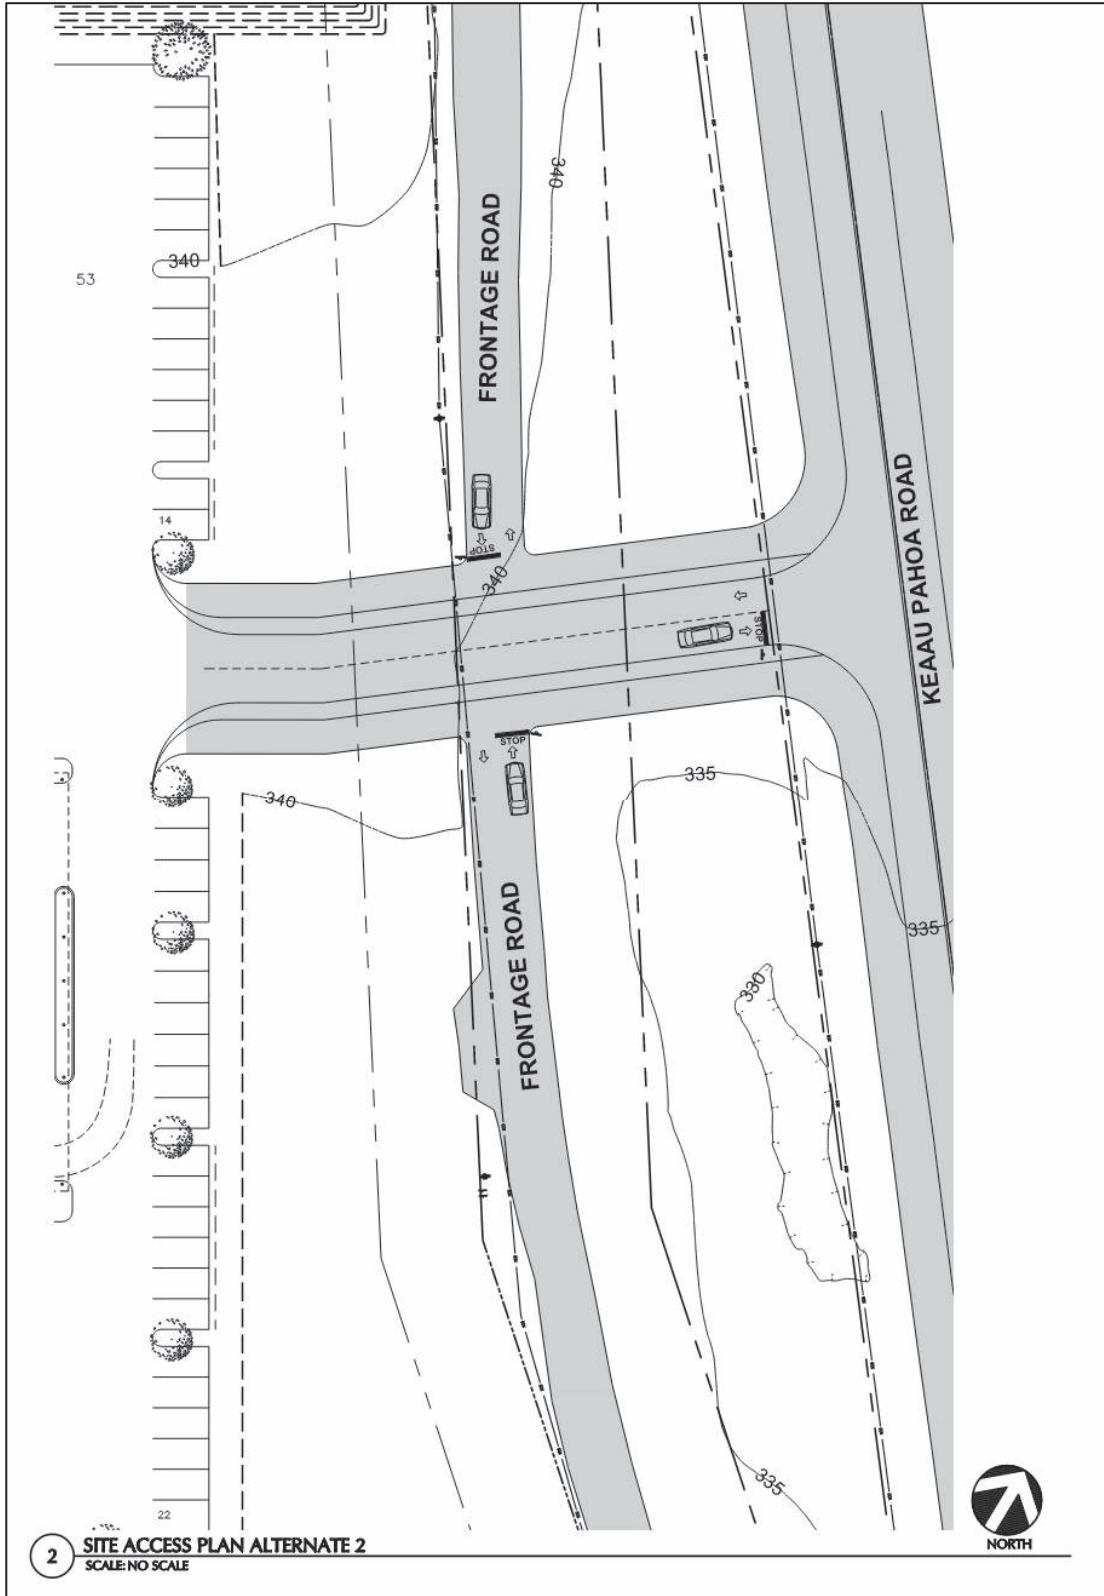 340
FRONTAGE ROAD
340
53
KEAAU PAHOA ROAD
14
STOP
340
STOP
STOP
335
340
FRONTAGE ROAD
335
330
335
22
2
SITE ACCESS PLAN ALTERNATE 2
SCALE: NO SCALE
NORTH